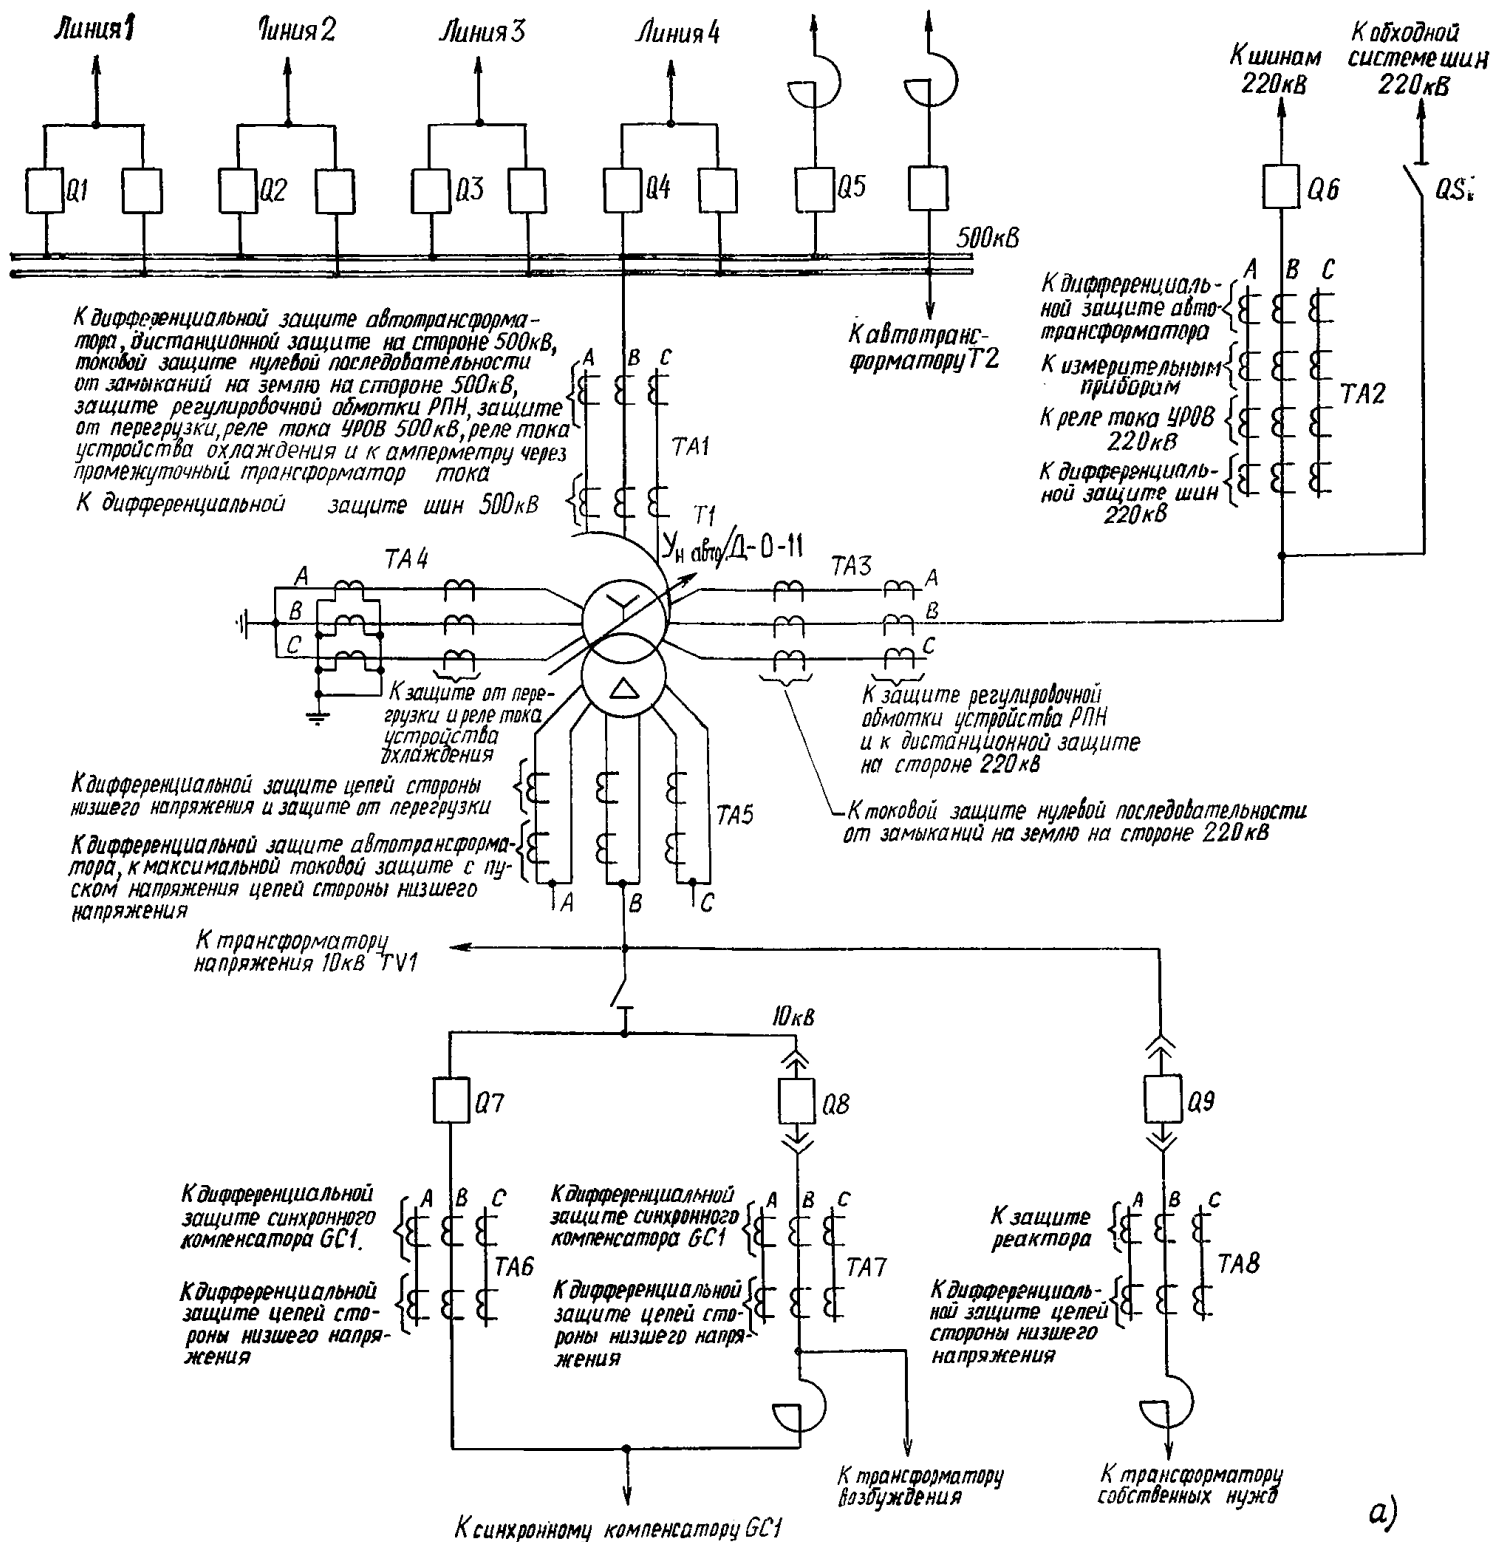 Линия 1
Линия 2
Линия 3
Линия 4
К шинам
220кВ
К обходной
системе шин
220кВ
Q1
Q2
Q3
Q4
Q5
Q6
QS
500кВ
К автотранс-
форматору Т2
К дифференциальной защите автотрансформа-
тора, дистанционной защите на стороне 500кВ,
токовой защите нулевой последовательности
от замыканий на землю на стороне 500кВ,
защите регулировочной обмотки РПН, защите
от перегрузки, реле тока УРОВ 500кВ, реле тока
устройства охлаждения и к амперметру через
промежуточный трансформатор тока
К дифференциальной защите шин 500кВ
A B C
TA1
T1
Ун авто/Д-0-11
A B C
К дифференциаль-
ной защите авто-
трансформатора
К измерительным
приборам
К реле тока УРОВ
220кВ
К дифференциаль-
ной защите шин
220кВ
TA2
TA4
A
B
C
TA3
A
B
C
К защите от пере-
грузки и реле тока
устройства
охлаждения
К защите регулировочной
обмотки устройства РПН
и к дистанционной защите
на стороне 220кВ
К токовой защите нулевой последовательности
от замыканий на землю на стороне 220кВ
К дифференциальной защите цепей стороны
низшего напряжения и защите от перегрузки
К дифференциальной защите автотрансформа-
тора, к максимальной токовой защите с пу-
ском напряжения цепей стороны низшего
напряжения
TA5
A B C
К трансформатору
напряжения 10кВ TV1
10кВ
Q7
Q8
Q9
К дифференциальной
защите синхронного
компенсатора GC1.
К дифференциальной
защите цепей сто-
роны низшего напря-
жения
A B C
TA6
К дифференциальной
защите синхронного
компенсатора GC1
К дифференциальной
защите цепей сто-
роны низшего напря-
жения
A B C
TA7
К защите
реактора
К дифференциаль-
ной защите цепей
стороны низшего
напряжения
A B C
TA8
К синхронному компенсатору GC1
К трансформатору
возбуждения
К трансформатору
собственных нужд
а)